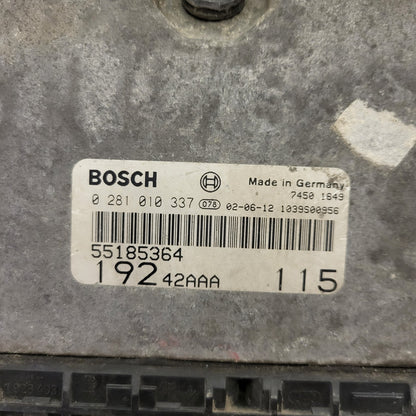 BOSCH Made in Germany
7450 1649
0 281 010 337 078 02-06-12 1039S00956
55185364
192 42AAA 115